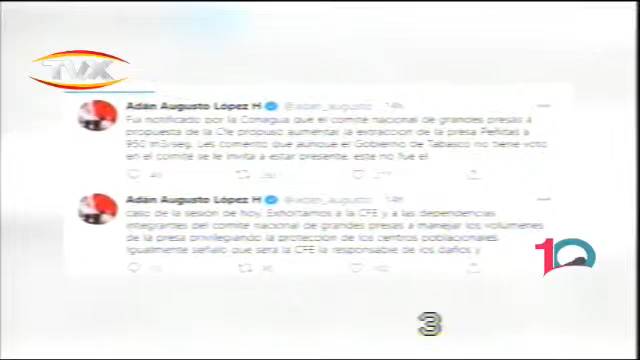 TVX
Adán Augusto López H @adan_augusto 14h
Fui notificado por la Conagua que el comité nacional de grandes presas a
propuesta de la Cfe propuso aumentar la extracción de la presa Peñitas a
950 m3/seg. Les comento que aunque el Gobierno de Tabasco no tiene voto
en el comité se le invita a estar presente, este no fue el
Adán Augusto López H @adan_augusto 14h
caso de la sesión de hoy. Exhortamos a la CFE y a las dependencias
integrantes del comité nacional de grandes presas a manejar los volúmenes
de la presa privilegiando la protección de los centros poblacionales.
Igualmente señalo que será la CFE la responsable de los daños y
10
3